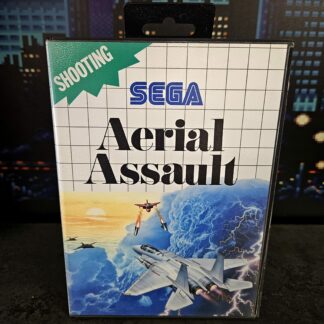 SHOOTING
SEGA
Aerial
Assault